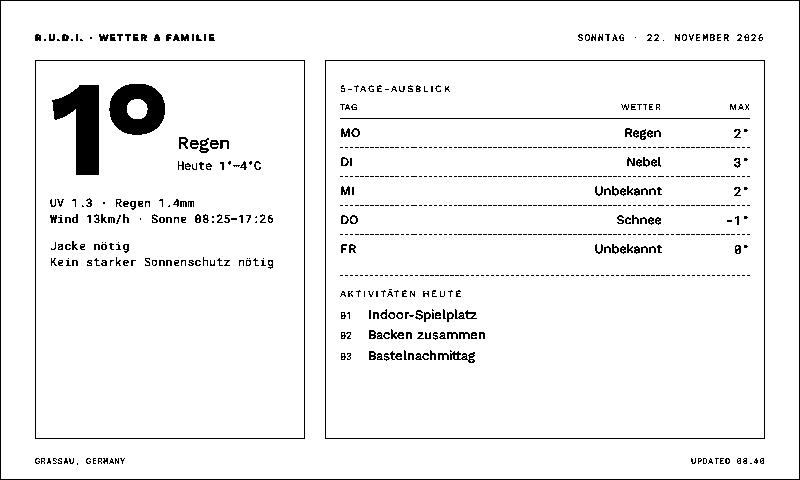 R.U.D.I. · WETTER & FAMILIE
SONNTAG · 22. NOVEMBER 2026
1°
Regen
Heute 1°–4°C
UV 1.3 · Regen 1.4mm
Wind 13km/h · Sonne 08:25–17:26
Jacke nötig
Kein starker Sonnenschutz nötig
5-TAGE-AUSBLICK
TAG WETTER MAX
MO Regen 2°
DI Nebel 3°
MI Unbekannt 2°
DO Schnee -1°
FR Unbekannt 0°
AKTIVITÄTEN HEUTE
01 Indoor-Spielplatz
02 Backen zusammen
03 Bastelnachmittag
GRASSAU, GERMANY
UPDATED 08.40